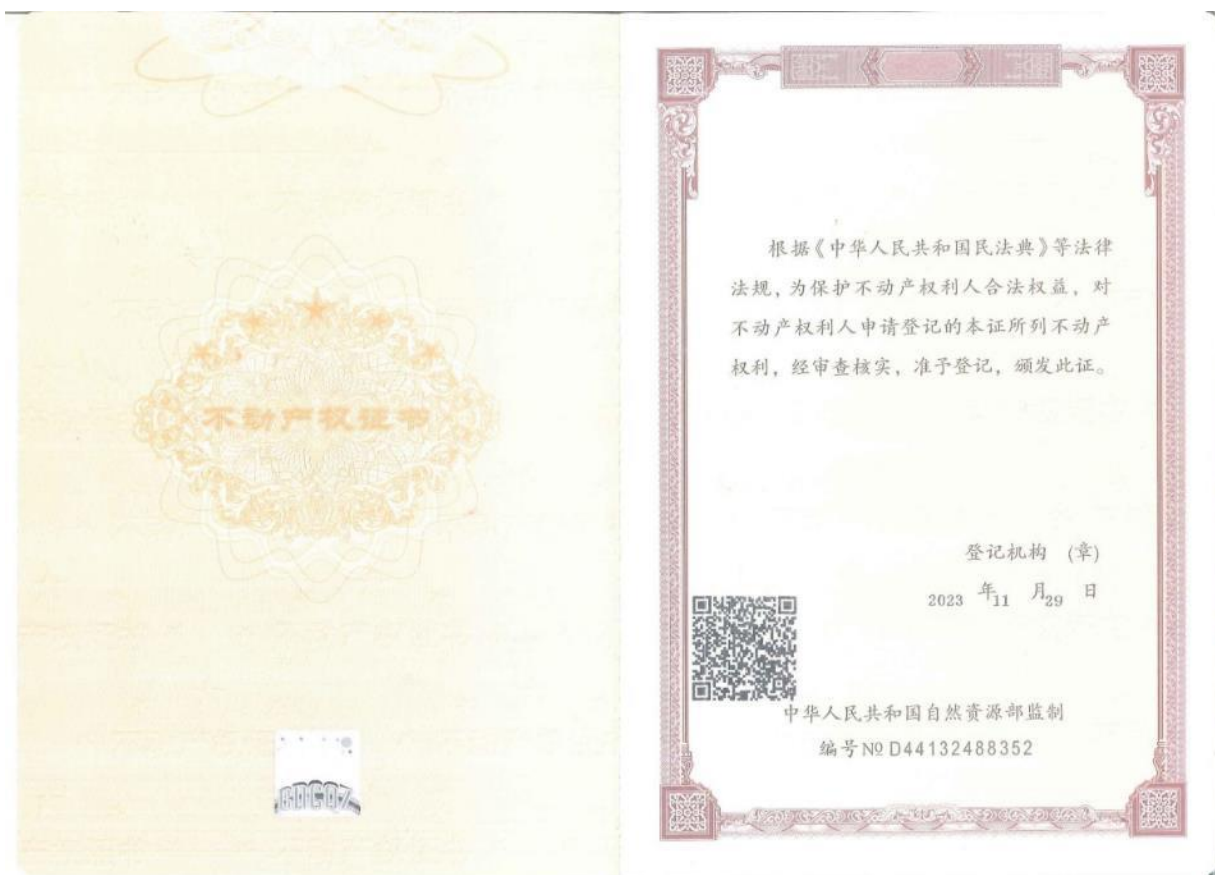 不动产权证书
BDCQZ
根据《中华人民共和国民法典》等法律
法规，为保护不动产权利人合法权益，对
不动产权利人申请登记的本证所列不动产
权利，经审查核实，准予登记，颁发此证。
登记机构 (章)
2023 年11 月29 日
中华人民共和国自然资源部监制
编号№ D44132488352